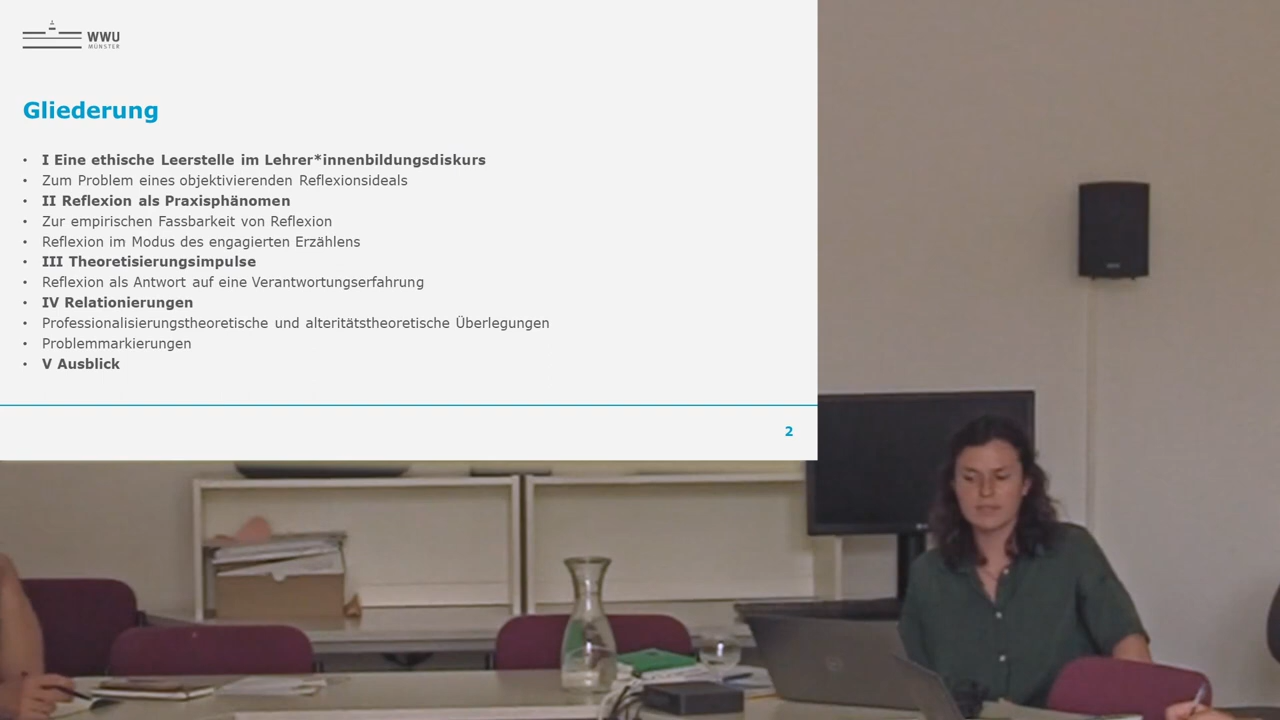 WWU
MÜNSTER
Gliederung
• I Eine ethische Leerstelle im Lehrer*innenbildungsdiskurs
• Zum Problem eines objektivierenden Reflexionsideals
• II Reflexion als Praxisphänomen
• Zur empirischen Fassbarkeit von Reflexion
• Reflexion im Modus des engagierten Erzählens
• III Theoretisierungsimpulse
• Reflexion als Antwort auf eine Verantwortungserfahrung
• IV Relationierungen
• Professionalisierungstheoretische und alteritätstheoretische Überlegungen
• Problemmarkierungen
• V Ausblick
2